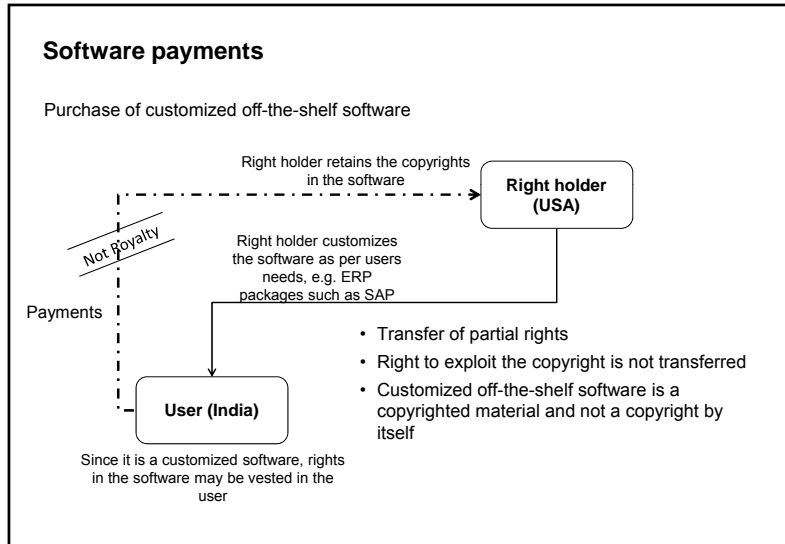 Software payments
Purchase of customized off-the-shelf software
Right holder retains the copyrights
in the software
Right holder
(USA)
Not Royalty
Right holder customizes
the software as per users
needs, e.g. ERP
packages such as SAP
Payments
• Transfer of partial rights
• Right to exploit the copyright is not transferred
• Customized off-the-shelf software is a
copyrighted material and not a copyright by
itself
User (India)
Since it is a customized software, rights
in the software may be vested in the
user